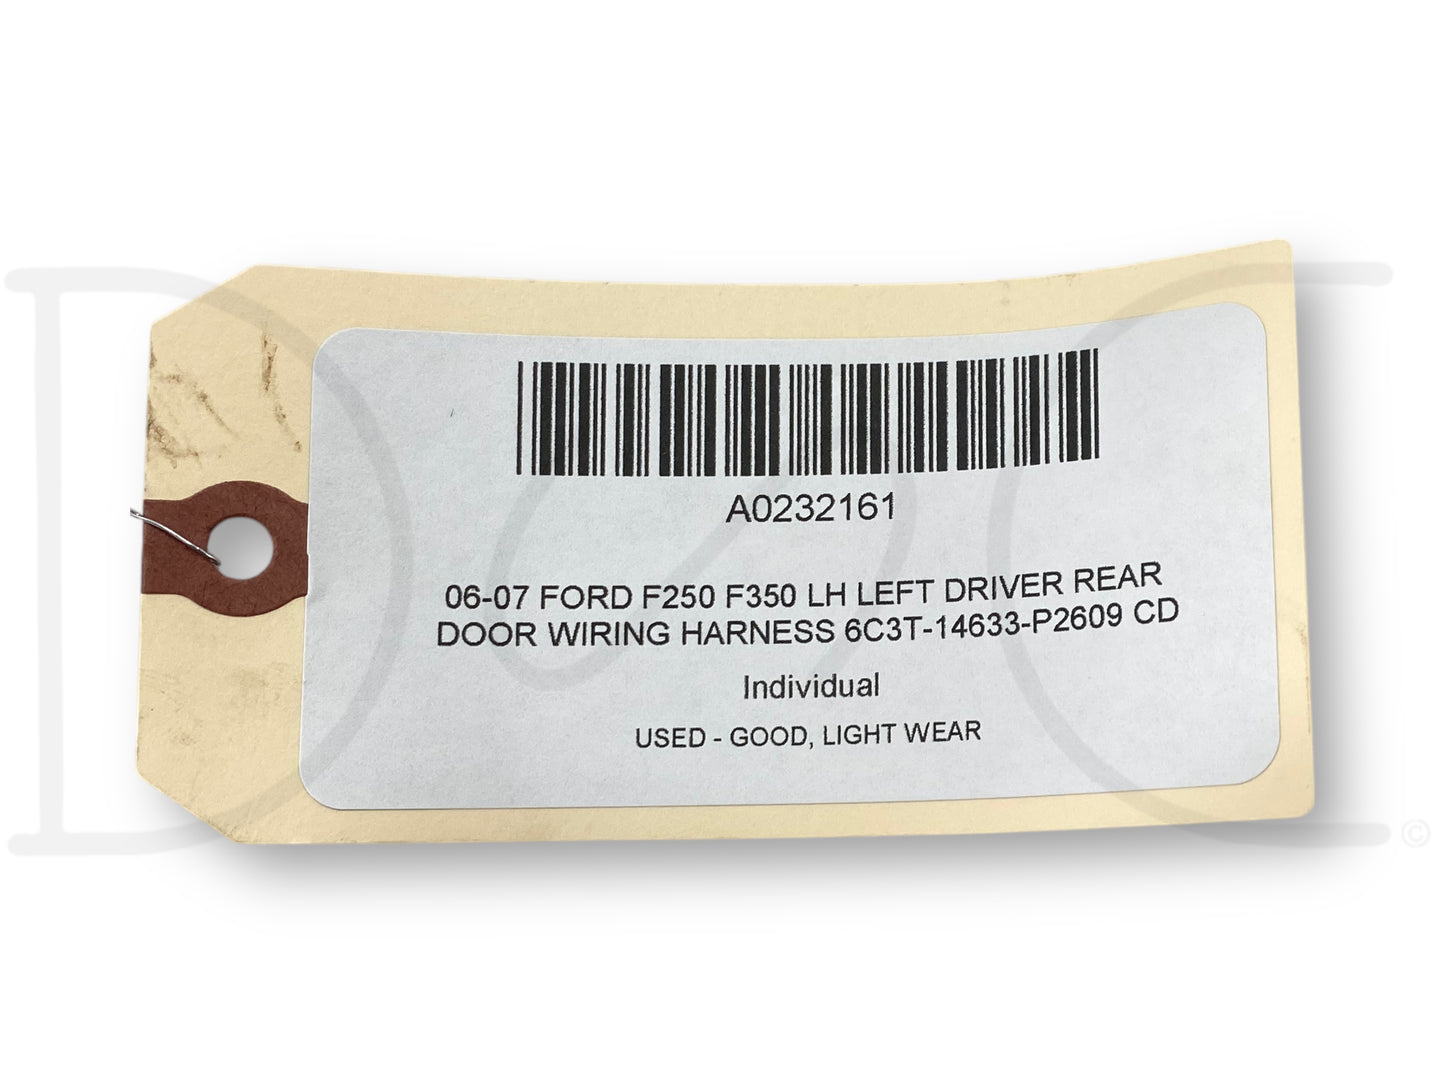 A0232161
06-07 FORD F250 F350 LH LEFT DRIVER REAR
DOOR WIRING HARNESS 6C3T-14633-P2609 CD
Individual
USED - GOOD, LIGHT WEAR
D C ©